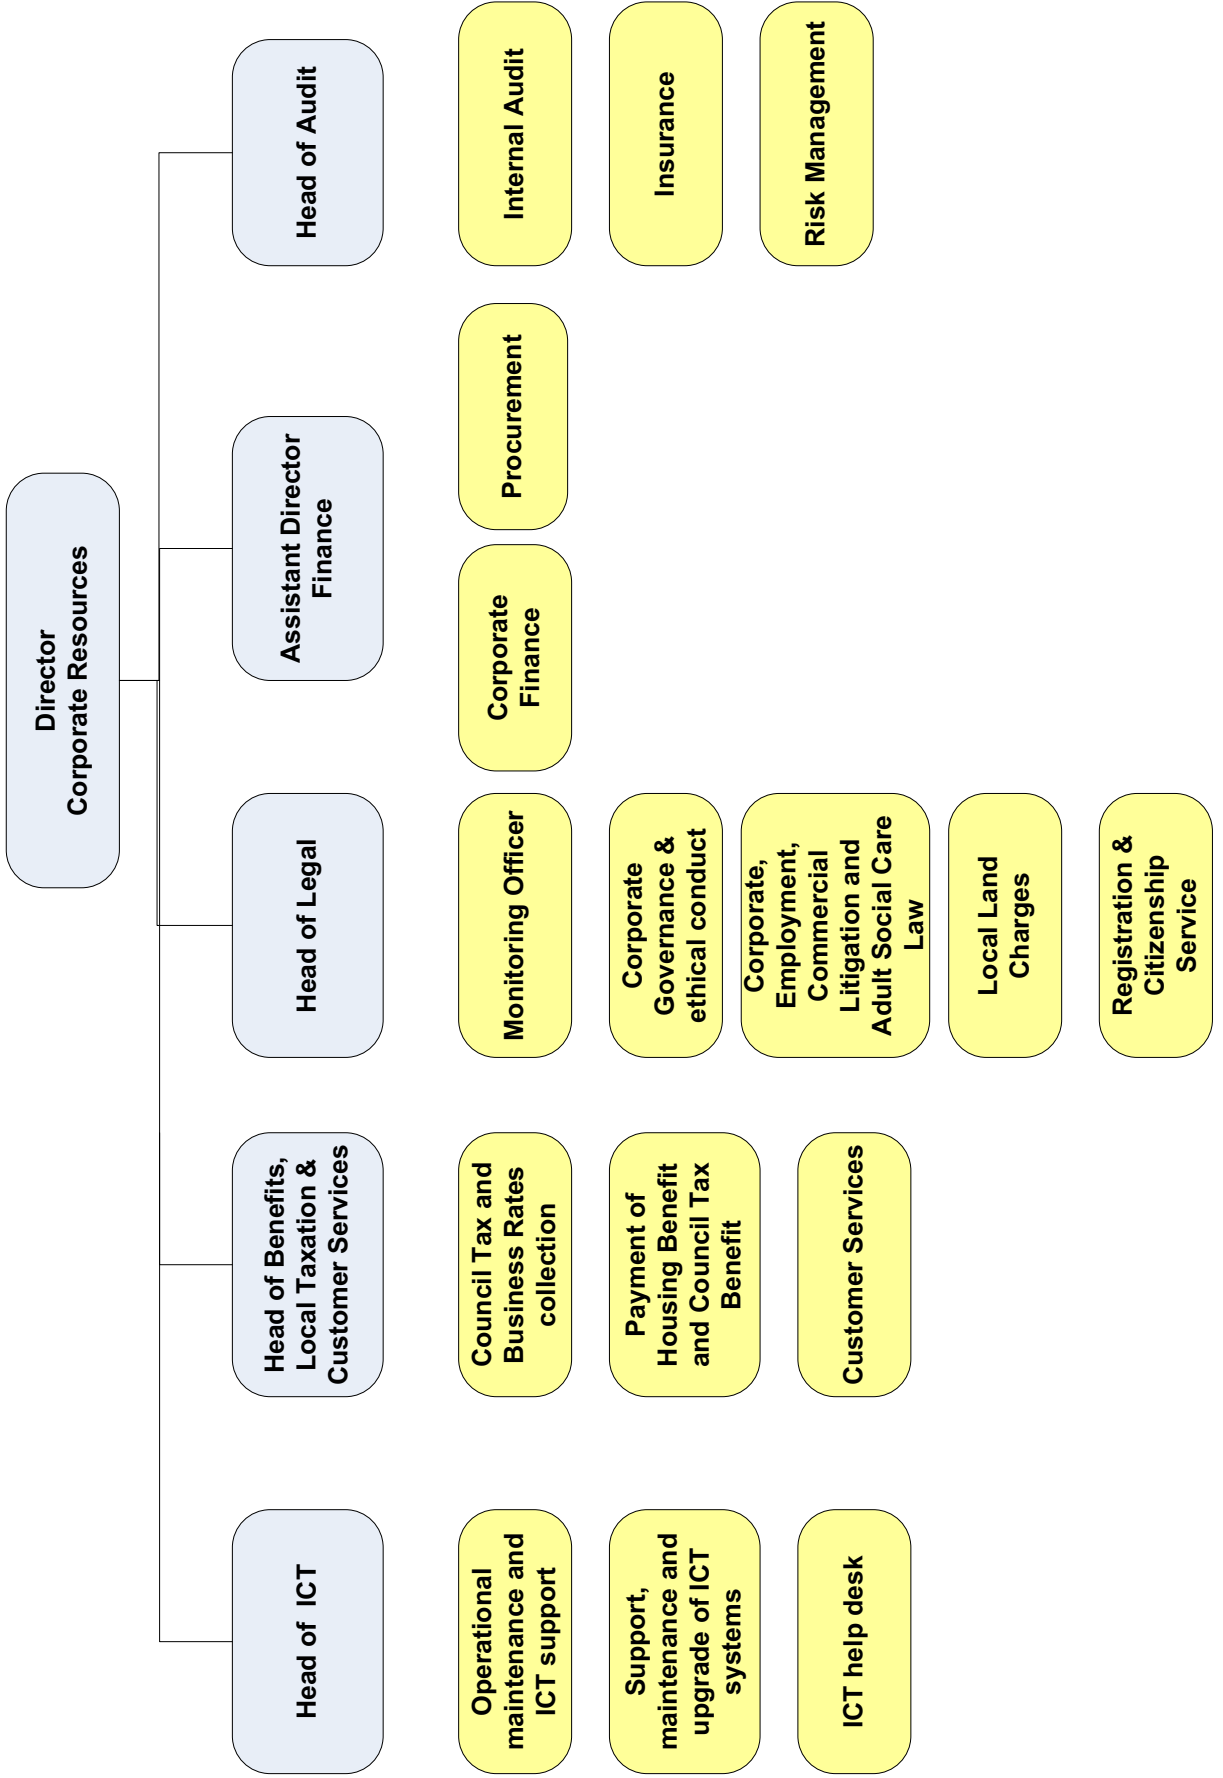 Director
Corporate Resources
Head of  ICT
Head of Benefits,
Local Taxation &
Customer Services
Head of Legal
Assistant Director
Finance
Head of Audit
Operational
maintenance and
ICT support
Support,
maintenance and
upgrade of ICT
systems
ICT help desk
Council Tax and
Business Rates
collection
Payment of
Housing Benefit
and Council Tax
Benefit
Customer Services
Monitoring Officer
Corporate
Governance &
ethical conduct
Corporate,
Employment,
Commercial
Litigation and
Adult Social Care
Law
Local Land
Charges
Registration &
Citizenship
Service
Corporate
Finance
Procurement
Internal Audit
Insurance
Risk Management